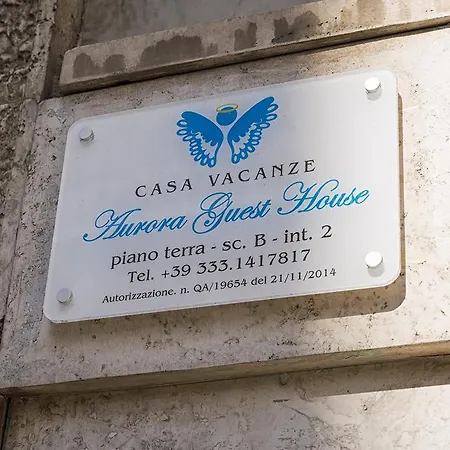 CASA VACANZE
Aurora Guest House
piano terra - sc. B - int. 2
Tel. +39 333.1417817
Autorizzazione. n. QA/19654 del 21/11/2014